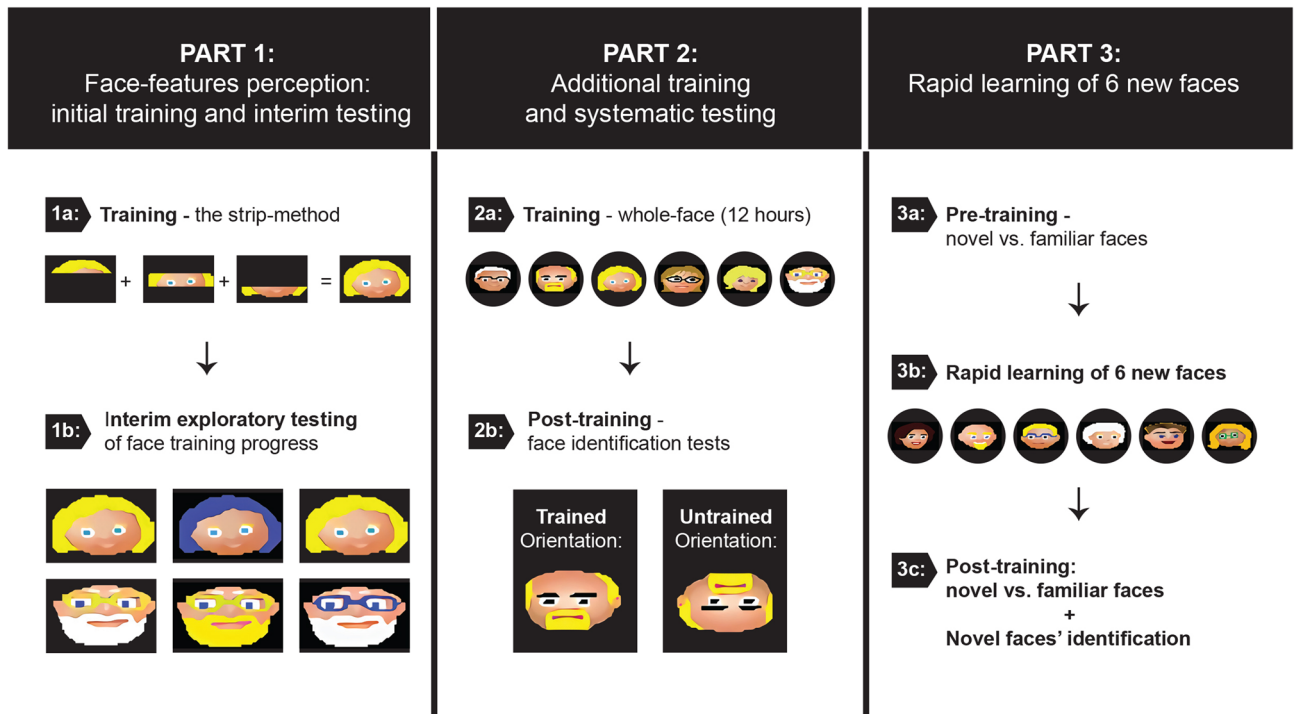 PART 1:
Face-features perception:
initial training and interim testing
1a: Training - the strip-method
+ + =
1b: Interim exploratory testing
of face training progress
PART 2:
Additional training
and systematic testing
2a: Training - whole-face (12 hours)
2b: Post-training -
face identification tests
Trained
Orientation:
Untrained
Orientation:
PART 3:
Rapid learning of 6 new faces
3a: Pre-training -
novel vs. familiar faces
3b: Rapid learning of 6 new faces
3c: Post-training:
novel vs. familiar faces
+
Novel faces’ identification